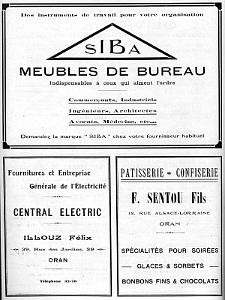 Des instruments de travail pour votre organisation
SIBA
MEUBLES DE BUREAU
Indispensables à ceux qui aiment l'ordre
Commerçants, Industriels
Ingénieurs, Architectes
Avocats, Médecins, etc...
Demandez la marque "SIBA" chez votre fournisseur habituel
Fournitures et Entreprise
Générale de l'Électricité
CENTRAL ELECTRIC
ILLOUZ Félix
29, Rue des Jardins, 29
ORAN
Téléphone
PATISSERIE - CONFISERIE
F. SENTOU Fils
RUE ALSACE-LORRAINE
ORAN
SPÉCIALITÉS POUR SOIRÉES
GLACES & SORBETS
BONBONS FINS & CHOCOLATS